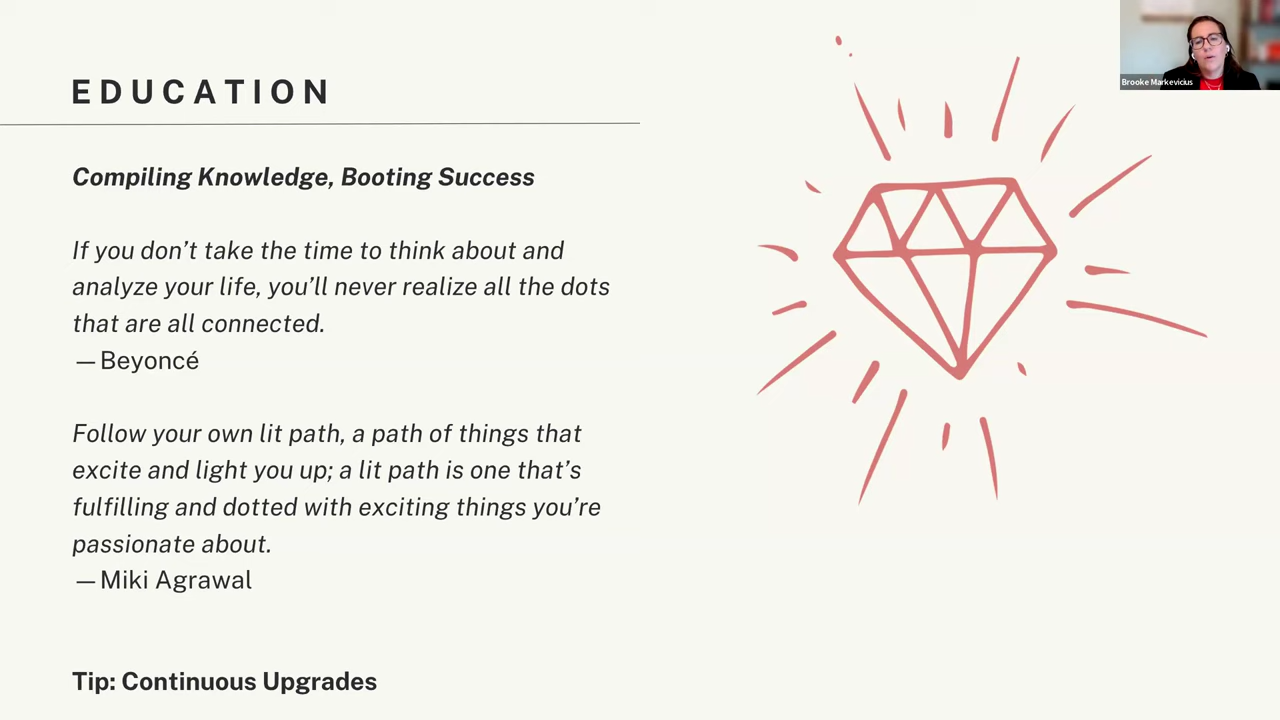 EDUCATION
Compiling Knowledge, Booting Success
If you don’t take the time to think about and
analyze your life, you’ll never realize all the dots
that are all connected.
—Beyoncé
Follow your own lit path, a path of things that
excite and light you up; a lit path is one that’s
fulfilling and dotted with exciting things you’re
passionate about.
—Miki Agrawal
Tip: Continuous Upgrades
Brooke Markevicius